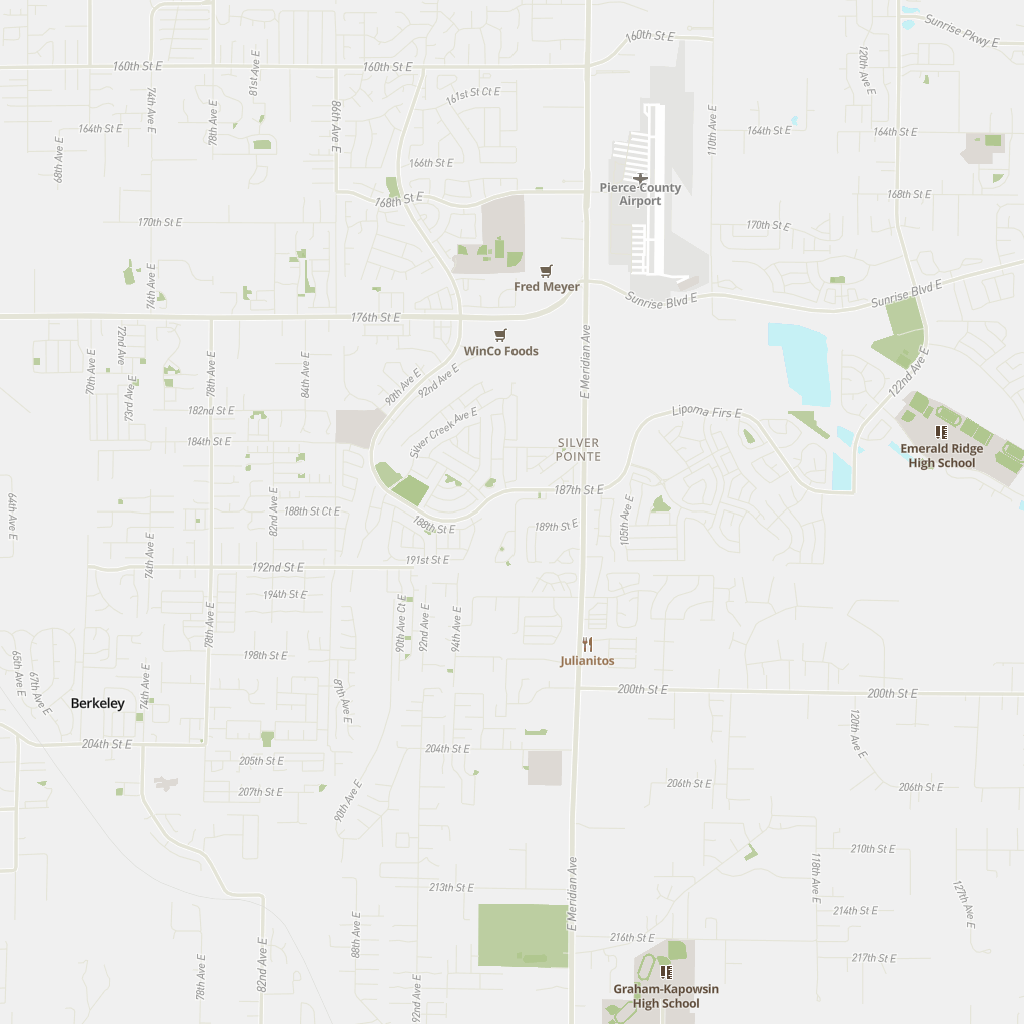 Sunrise Pkwy E
160th St E
160th St E
160th St E
81st Ave E
120th Ave E
161st St Ct E
74th Ave E
78th Ave E
86th Ave E
110th Ave E
164th St E
164th St E
164th St E
68th Ave E
166th St E
Pierce County
Airport
168th St E
170th St E
170th St E
74th Ave E
Fred Meyer
Sunrise Blvd E
Sunrise Blvd E
176th St E
WinCo Foods
72nd Ave
70th Ave E
78th Ave E
84th Ave E
E Meridian Ave
73rd Ave E
90th Ave E
92nd Ave E
122nd Ave E
182nd St E
Silver Creek Ave E
Lipoma Firs E
184th St E
SILVER
POINTE
Emerald Ridge
High School
64th Ave E
82nd Ave E
188th St Ct E
187th St E
188th St E
189th St E
105th Ave E
74th Ave E
191st St E
192nd St E
194th St E
78th Ave E
90th Ave Ct E
92nd Ave E
94th Ave E
Julianitos
198th St E
65th Ave E
67th Ave E
74th Ave E
87th Ave E
200th St E
200th St E
Berkeley
120th Ave E
204th St E
204th St E
205th St E
206th St E
206th St E
207th St E
90th Ave E
210th St E
118th Ave E
127th Ave E
213th St E
E Meridian Ave
214th St E
88th Ave E
216th St E
217th St E
78th Ave E
82nd Ave E
92nd Ave E
Graham-Kapowsin
High School